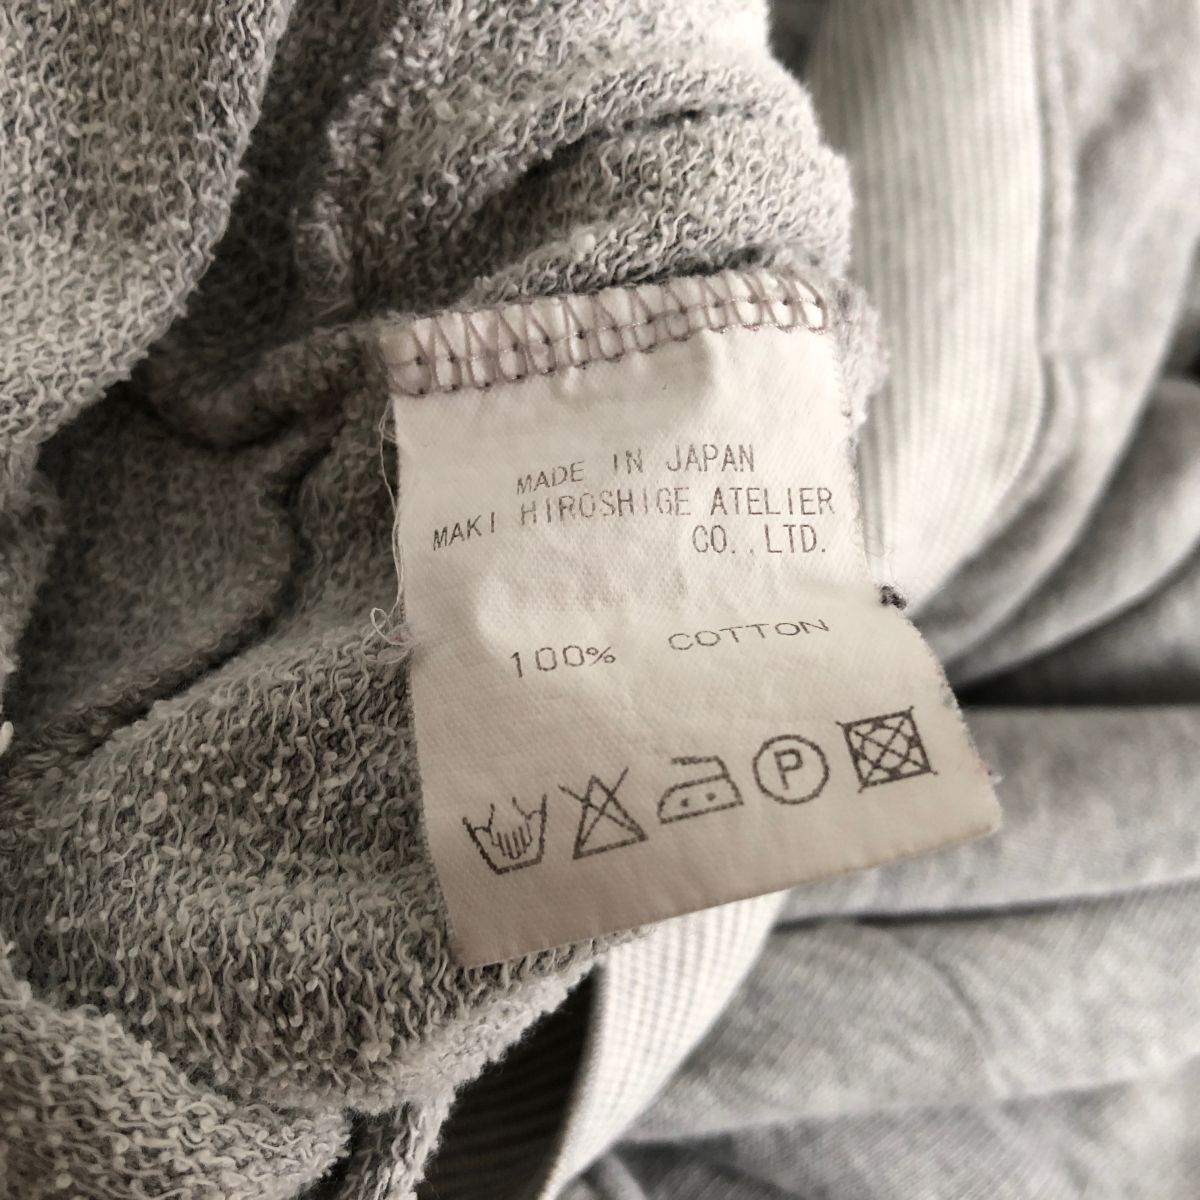 MADE IN JAPAN
MAKI HIROSHIGE ATELIER
CO.,LTD.
100% COTTON
P